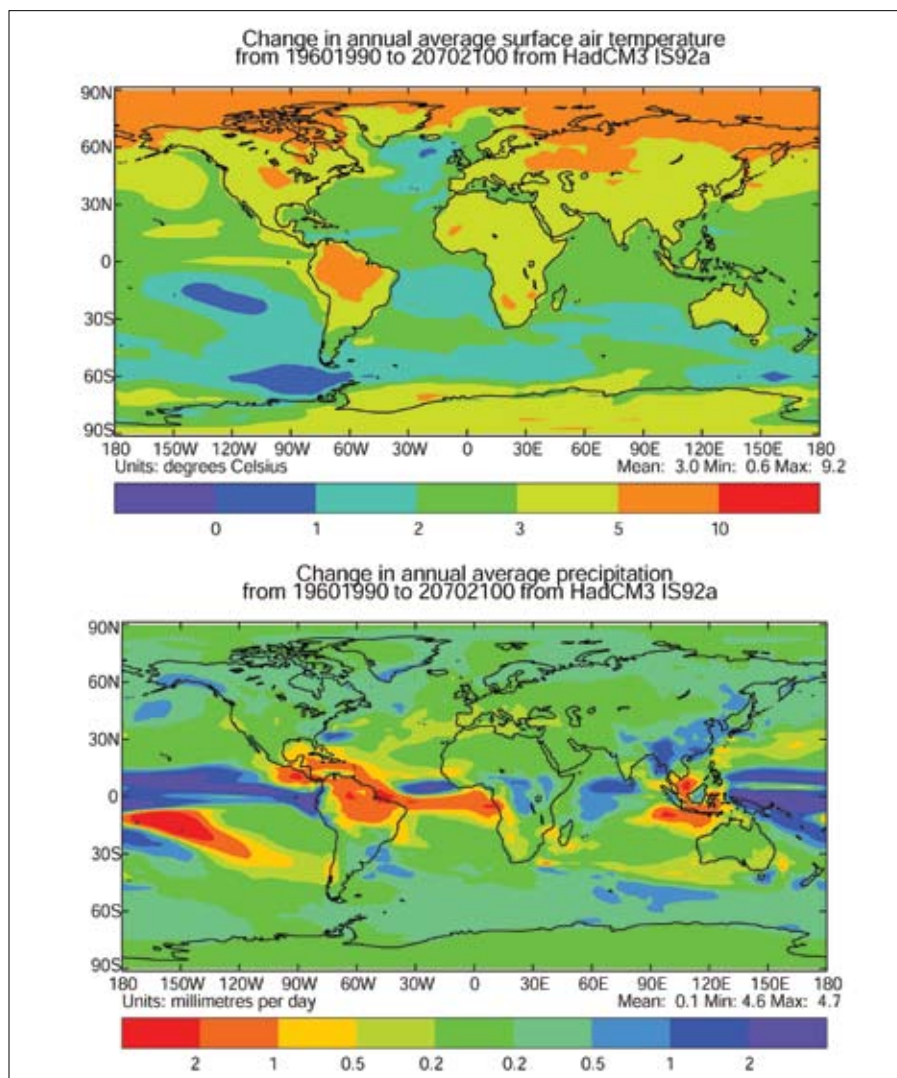 Change in annual average surface air temperature
from 19601990 to 20702100 from HadCM3 IS92a
90N
60N
30N
0
30S
60S
90S
180 150W 120W 90W 60W 30W 0 30E 60E 90E 120E 150E 180
Units: degrees Celsius Mean: 3.0 Min: 0.6 Max: 9.2
0 1 2 3 5 10
Change in annual average precipitation
from 19601990 to 20702100 from HadCM3 IS92a
90N
60N
30N
0
30S
60S
90S
180 150W 120W 90W 60W 30W 0 30E 60E 90E 120E 150E 180
Units: millimetres per day Mean: 0.1 Min: 4.6 Max: 4.7
2 1 0.5 0.2 0.2 0.5 1 2